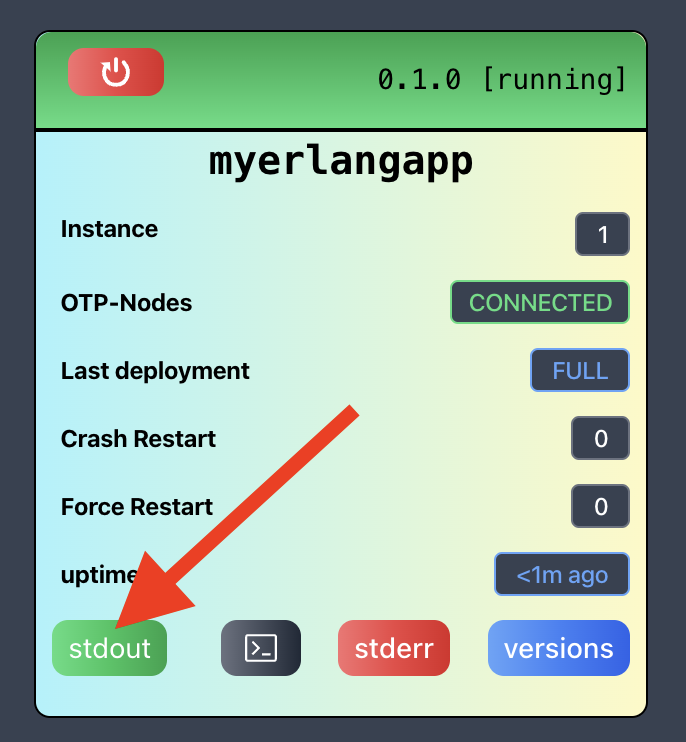 0.1.0 [running]
myerlangapp
Instance 1
OTP-Nodes CONNECTED
Last deployment FULL
Crash Restart 0
Force Restart 0
uptime <1m ago
stdout >_ stderr versions